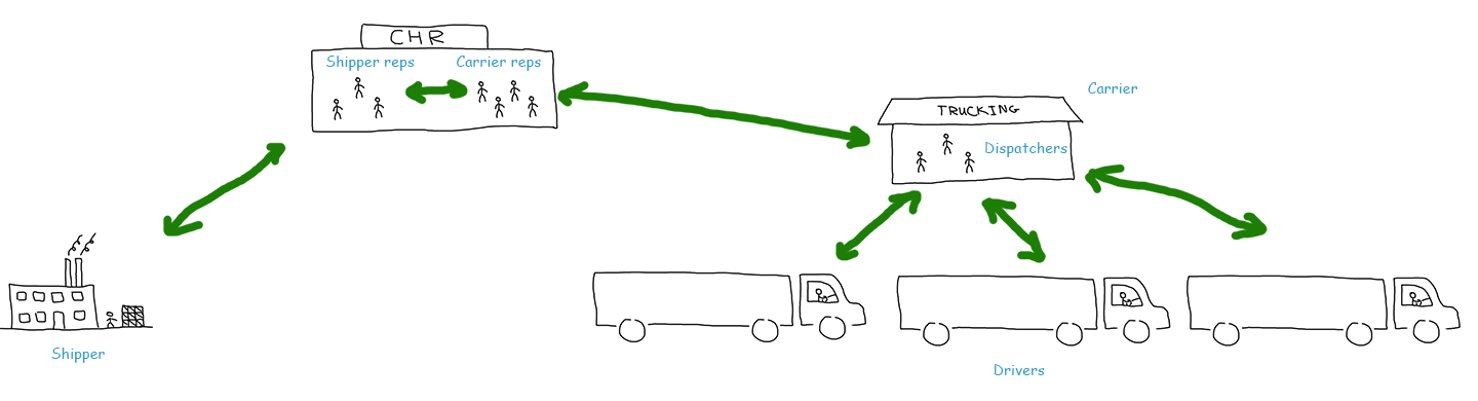 CHR
Shipper reps
Carrier reps
Carrier
TRUCKING
Dispatchers
Shipper
Drivers